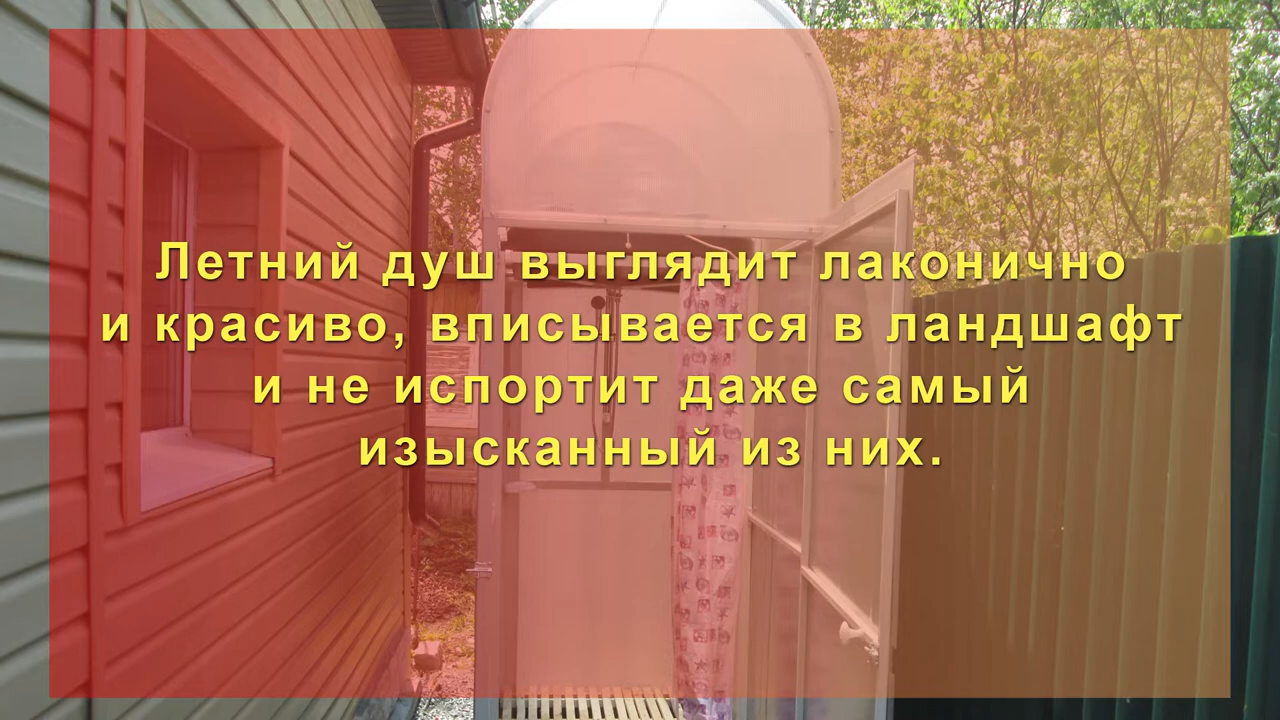 Летний душ выглядит лаконично
и красиво, вписывается в ландшафт
и не испортит даже самый
изысканный из них.